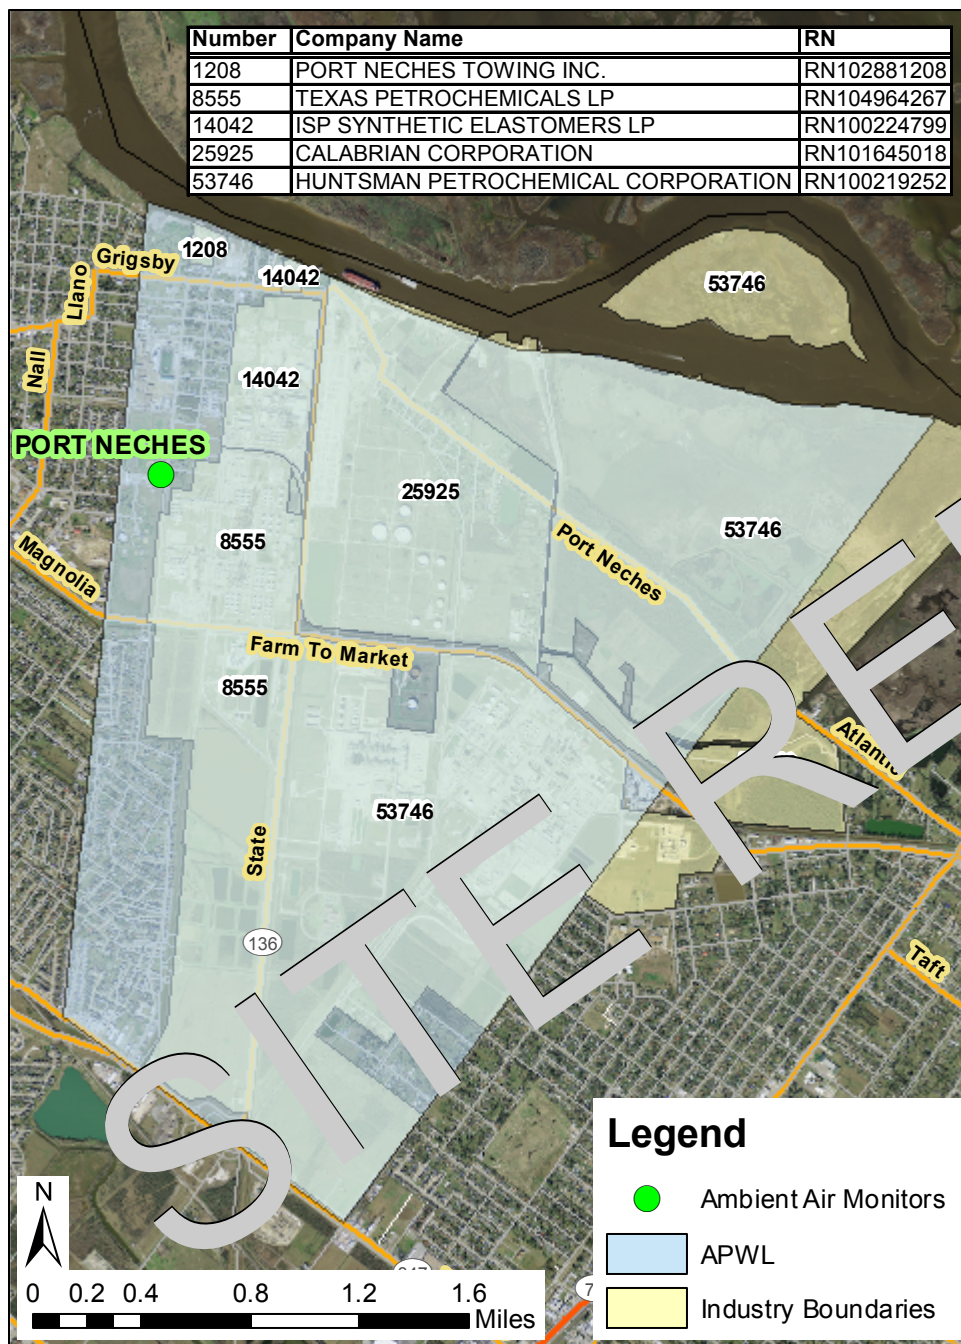 Number Company Name RN
1208 PORT NECHES TOWING INC. RN102881208
8555 TEXAS PETROCHEMICALS LP RN104964267
14042 ISP SYNTHETIC ELASTOMERS LP RN100224799
25925 CALABRIAN CORPORATION RN101645018
53746 HUNTSMAN PETROCHEMICAL CORPORATION RN100219252
1208
Grigsby
14042
53746
Llano
Nall
14042
PORT NECHES
25925
8555
53746
Port Neches
Magnolia
Farm To Market
8555
Atlantic
53746
State
136
Taft
SITE RE
Legend
Ambient Air Monitors
APWL
Industry Boundaries
N
0 0.2 0.4 0.8 1.2 1.6
Miles